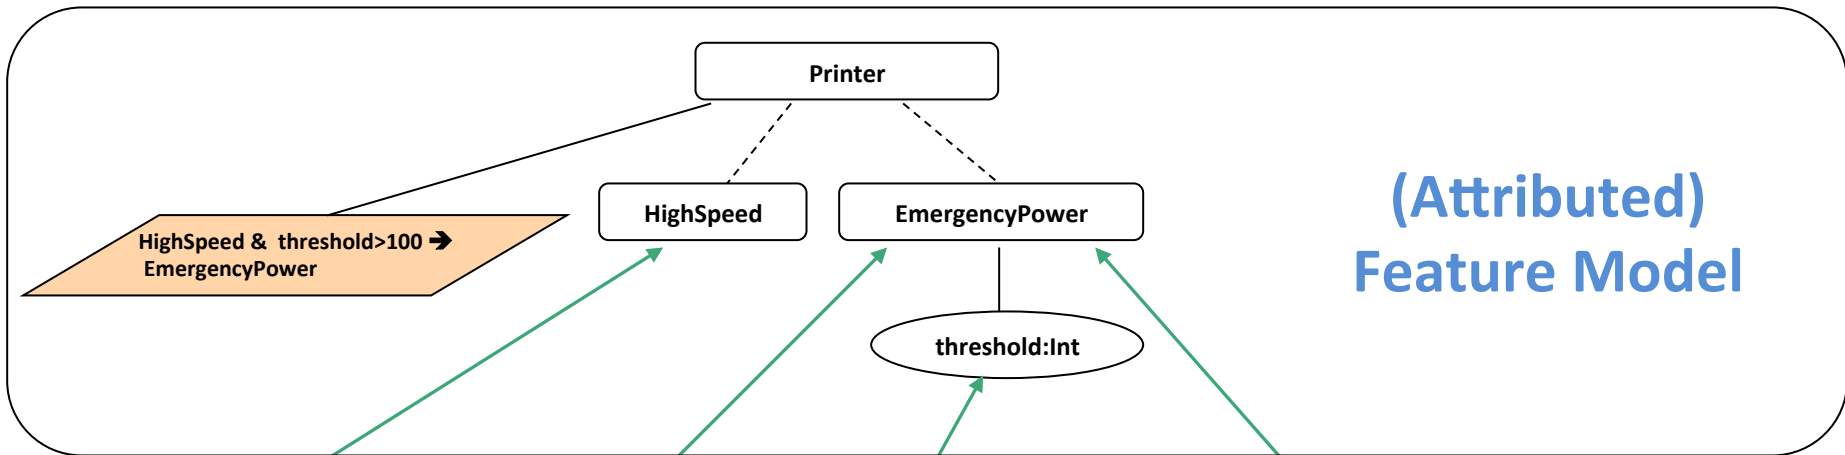 Printer
HighSpeed
EmergencyPower
HighSpeed & threshold>100 ➔
EmergencyPower
threshold:Int
(Attributed)
Feature Model